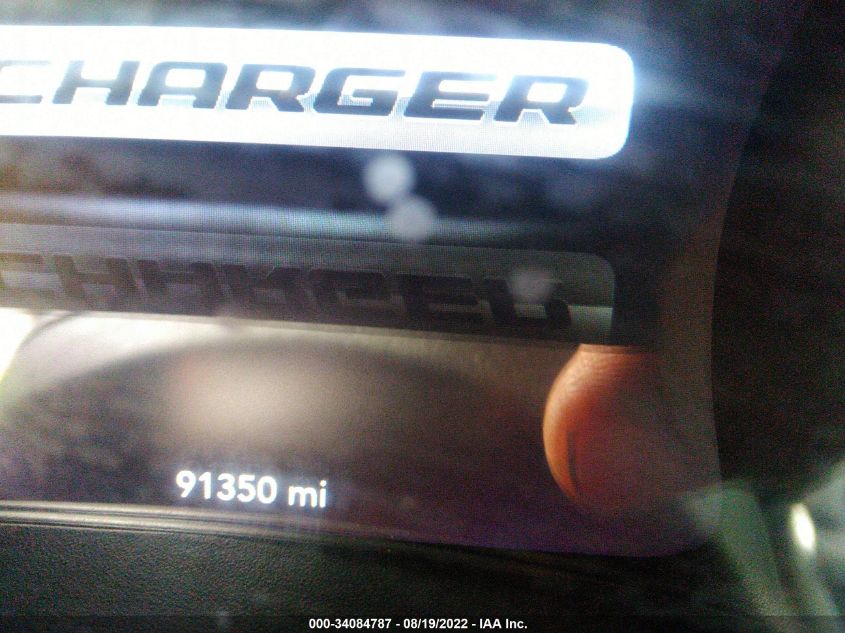 CHARGER
91350 mi
000-34084787 - 08/19/2022 - IAA Inc.